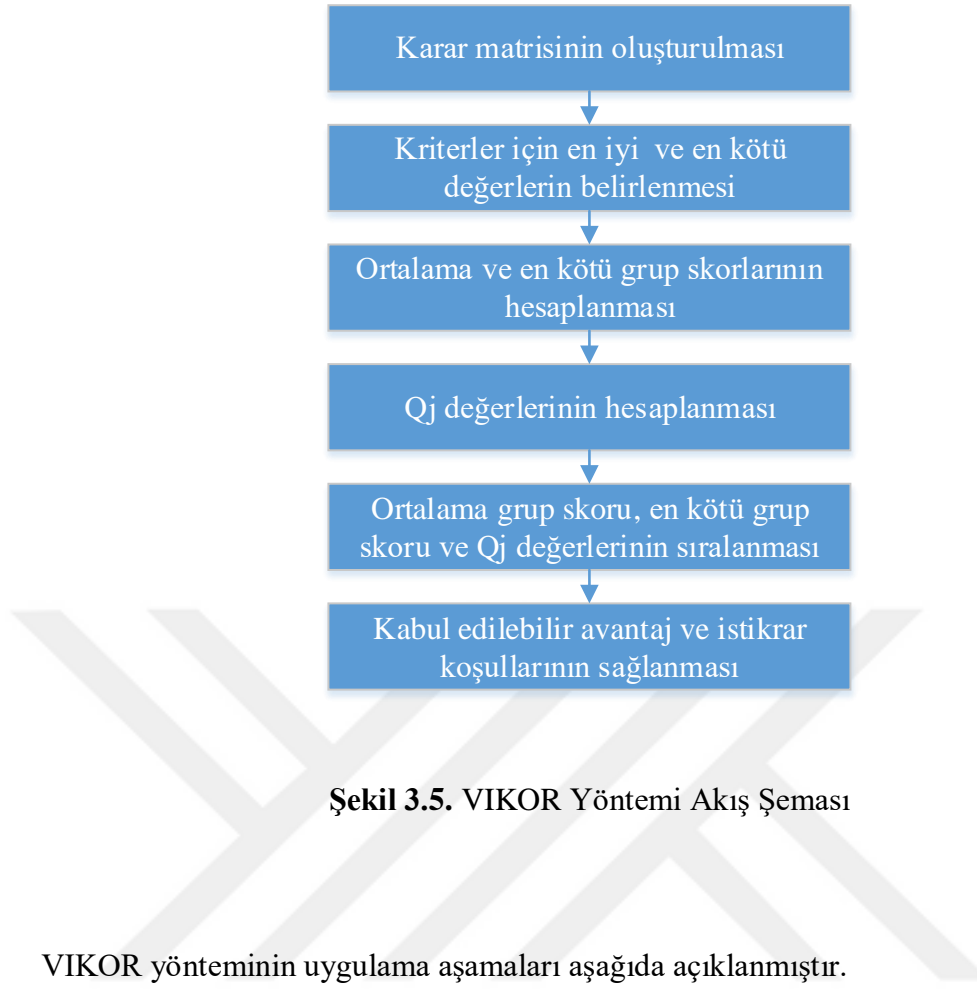 Karar matrisinin oluşturulması
Kriterler için en iyi ve en kötü
değerlerin belirlenmesi
Ortalama ve en kötü grup skorlarının
hesaplanması
Qj değerlerinin hesaplanması
Ortalama grup skoru, en kötü grup
skoru ve Qj değerlerinin sıralanması
Kabul edilebilir avantaj ve istikrar
koşullarının sağlanması
Şekil 3.5. VIKOR Yöntemi Akış Şeması
VIKOR yönteminin uygulama aşamaları aşağıda açıklanmıştır.